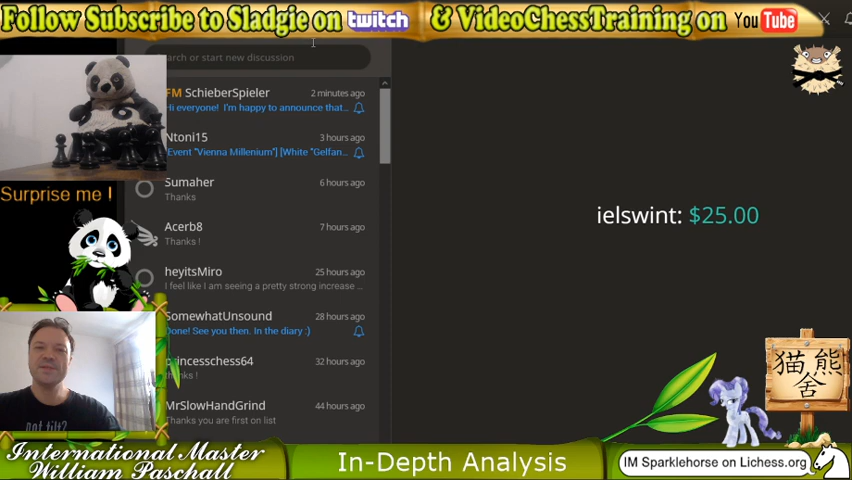 Follow Subscribe to Sladgie on twitch & VideoChessTraining on YouTube
arch or start new discussion
FM SchieberSpieler 2 minutes ago
Hi everyone! I'm happy to announce that...
Ntoni15 3 hours ago
[Event "Vienna Millenium"] [White "Gelfan...
Sumaher 6 hours ago
Thanks
Acerb8 7 hours ago
Thanks !
heyitsMiro 25 hours ago
I feel like I am seeing a pretty strong increase ...
SomewhatUnsound 28 hours ago
Done! See you then. In the diary :)
princesschess64 32 hours ago
Thanks !
MrSlowHandGrind 44 hours ago
Thanks you are first on list
Surprise me !
ielswint: $25.00
猫熊
舍
got tilt?
International Master
William Paschall
In-Depth Analysis
IM Sparklehorse on Lichess.org